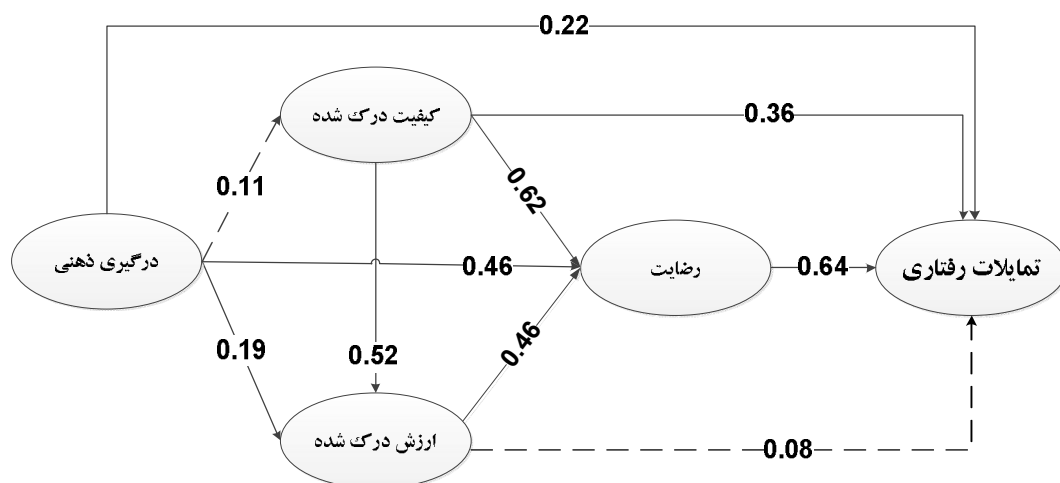 0.22
کیفیت درک شده
0.36
0.11
0.62
درگیری ذهنی
0.46
رضایت
0.64
تمایلات رفتاری
0.19
0.52
0.46
ارزش درک شده
0.08